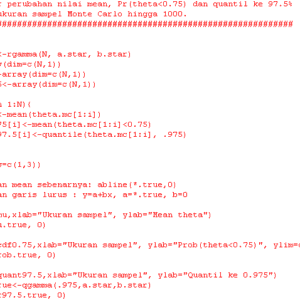 perubahan nilai mean, Pr(theta<0.75) dan quantil ke 97.5%
ukuran sampel Monte Carlo hingga 1000.
##########################################################
<-rgamma(N, a.star, b.star)
(dim=c(N,1))
-array(dim=c(N,1))
<-array(dim=c(N,1))
1:N){
<-mean(theta.mc[1:i])
75[i]<-mean(theta.mc[1:i]<0.75)
97.5[i]<-quantile(theta.mc[1:i], .975)
=c(1,3))
an mean sebenarnya: abline(*.true,0)
an garis lurus : y=a+bx, a=*.true, b=0
mu,xlab="Ukuran sampel", ylab="Mean theta")
.true, 0)
cdf0.75,xlab="Ukuran sampel", ylab="Prob(theta<0.75)", ylim=
rob.true, 0)
quant97.5,xlab="Ukuran sampel", ylab="Quantil ke 0.975")
rue<-qgamma(.975,a.star,b.star)
97.5.true, 0)